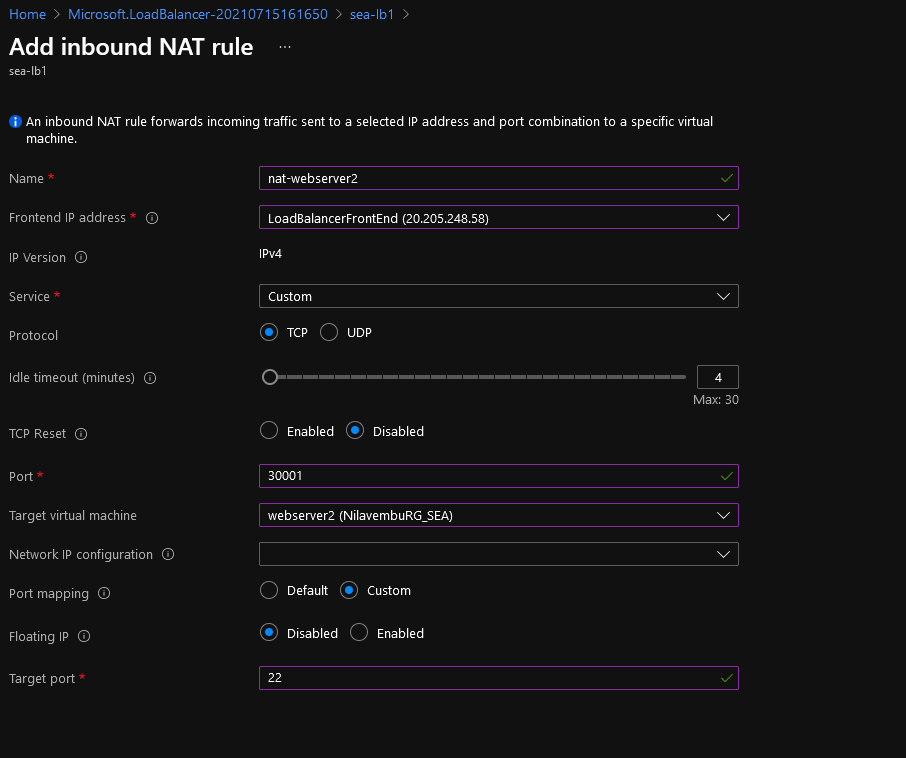 Home > Microsoft.LoadBalancer-20210715161650 > sea-lb1 >
Add inbound NAT rule ...
sea-lb1
An inbound NAT rule forwards incoming traffic sent to a selected IP address and port combination to a specific virtual
machine.
Name * nat-webserver2
Frontend IP address * LoadBalancerFrontEnd (20.205.248.58)
IP Version IPv4
Service * Custom
Protocol TCP UDP
Idle timeout (minutes) 4
Max: 30
TCP Reset Enabled Disabled
Port * 30001
Target virtual machine webserver2 (NilavembuRG_SEA)
Network IP configuration
Port mapping Default Custom
Floating IP Disabled Enabled
Target port * 22